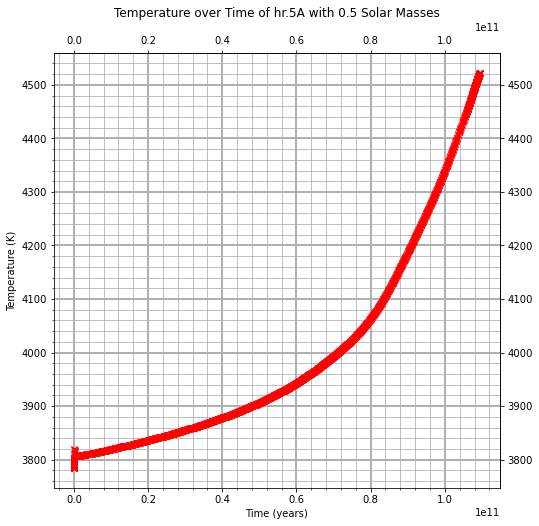 Temperature over Time of hr.5A with 0.5 Solar Masses
1e11
0.0 0.2 0.4 0.6 0.8 1.0
4500 4500
4400 4400
4300 4300
4200 4200
4100 4100
4000 4000
3900 3900
3800 3800
Temperature (K)
0.0 0.2 0.4 0.6 0.8 1.0
Time (years)
1e11